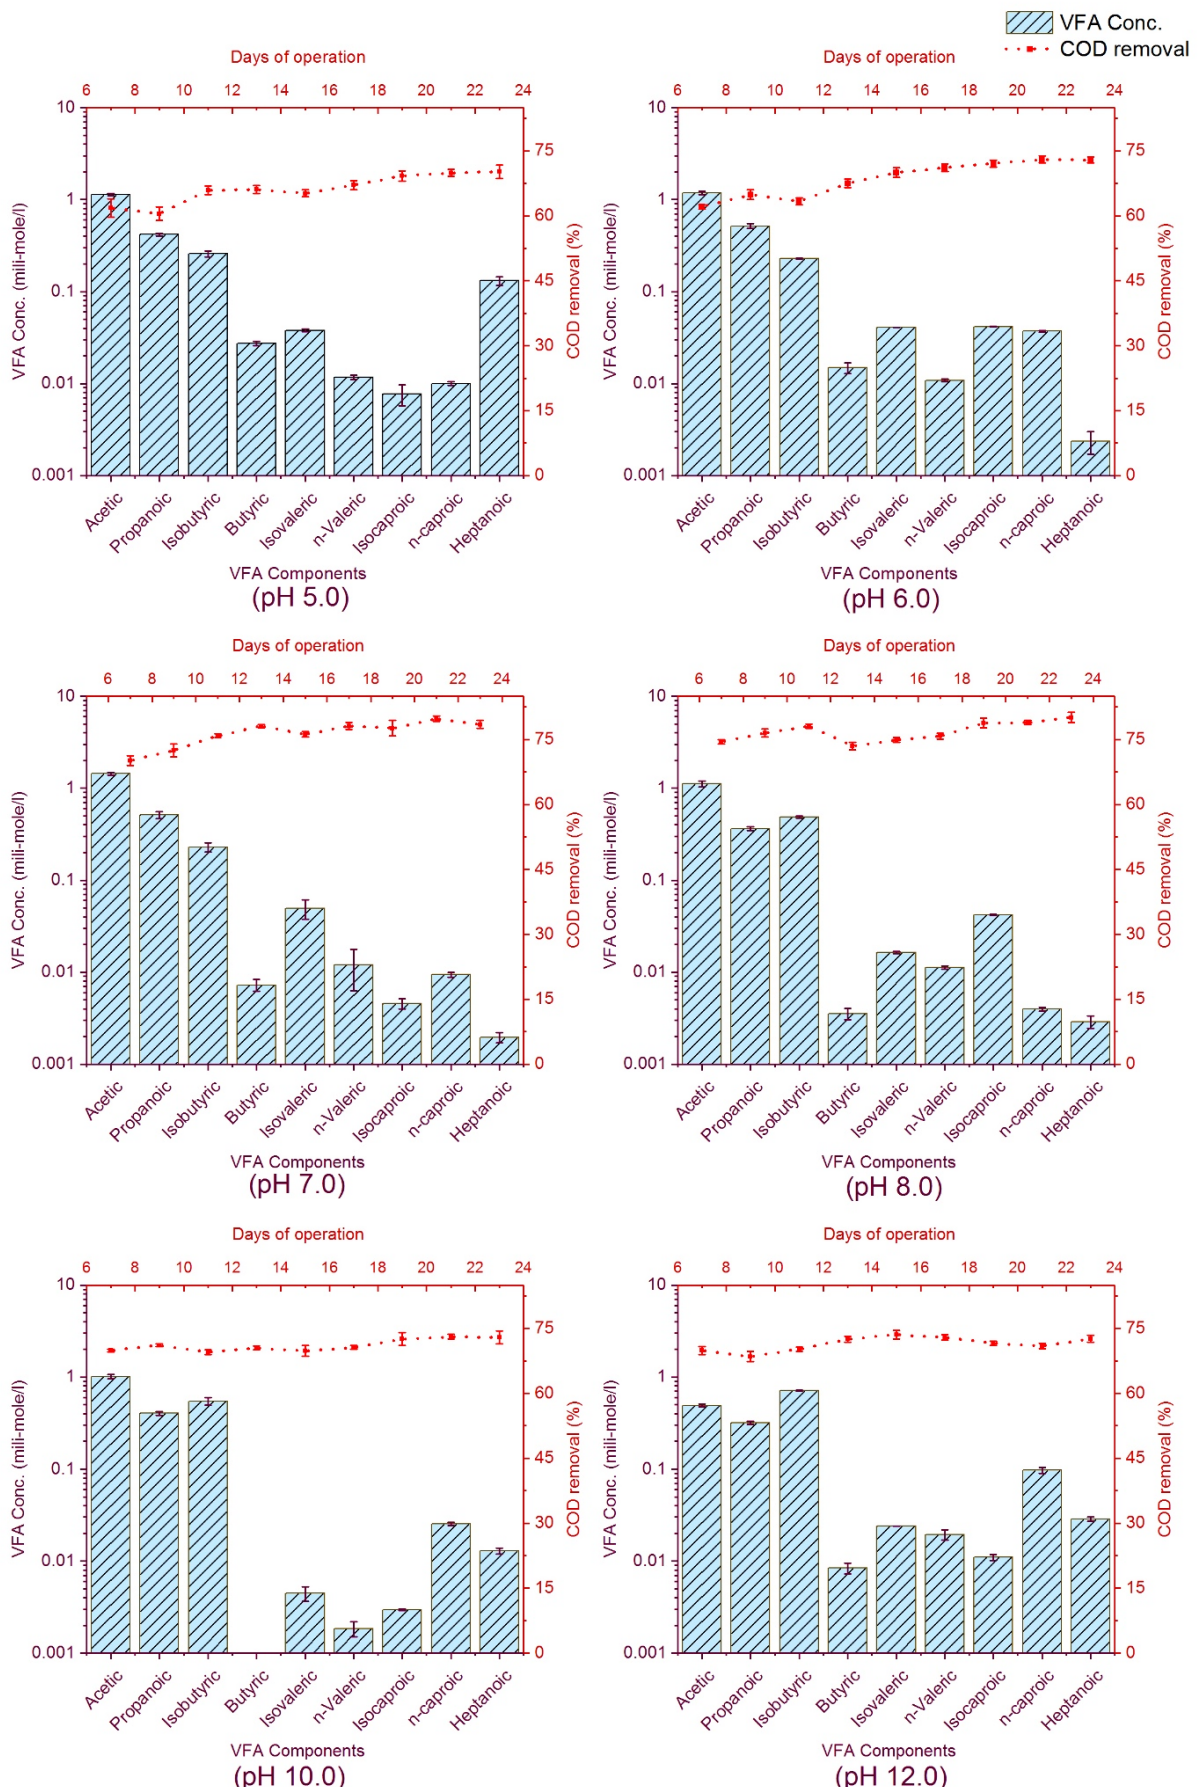 VFA Conc.
COD removal
Days of operation
6 8 10 12 14 16 18 20 22 24
10
1
0.1
0.01
0.001
VFA Conc. (mili-mole/l)
75
60
45
30
15
0
COD removal (%)
Acetic
Propanoic
Isobutyric
Butyric
Isovaleric
n-Valeric
Isocaproic
n-caproic
Heptanoic
VFA Components
(pH 5.0)
Days of operation
6 8 10 12 14 16 18 20 22 24
10
1
0.1
0.01
0.001
VFA Conc. (mili-mole/l)
75
60
45
30
15
0
COD removal (%)
Acetic
Propanoic
Isobutyric
Butyric
Isovaleric
n-Valeric
Isocaproic
n-caproic
Heptanoic
VFA Components
(pH 6.0)
Days of operation
6 8 10 12 14 16 18 20 22 24
10
1
0.1
0.01
0.001
VFA Conc. (mili-mole/l)
75
60
45
30
15
0
COD removal (%)
Acetic
Propanoic
Isobutyric
Butyric
Isovaleric
n-Valeric
Isocaproic
n-caproic
Heptanoic
VFA Components
(pH 7.0)
Days of operation
6 8 10 12 14 16 18 20 22 24
10
1
0.1
0.01
0.001
VFA Conc. (mili-mole/l)
75
60
45
30
15
0
COD removal (%)
Acetic
Propanoic
Isobutyric
Butyric
Isovaleric
n-Valeric
Isocaproic
n-caproic
Heptanoic
VFA Components
(pH 8.0)
Days of operation
6 8 10 12 14 16 18 20 22 24
10
1
0.1
0.01
0.001
VFA Conc. (mili-mole/l)
75
60
45
30
15
0
COD removal (%)
Acetic
Propanoic
Isobutyric
Butyric
Isovaleric
n-Valeric
Isocaproic
n-caproic
Heptanoic
VFA Components
(pH 10.0)
Days of operation
6 8 10 12 14 16 18 20 22 24
10
1
0.1
0.01
0.001
VFA Conc. (mili-mole/l)
75
60
45
30
15
0
COD removal (%)
Acetic
Propanoic
Isobutyric
Butyric
Isovaleric
n-Valeric
Isocaproic
n-caproic
Heptanoic
VFA Components
(pH 12.0)